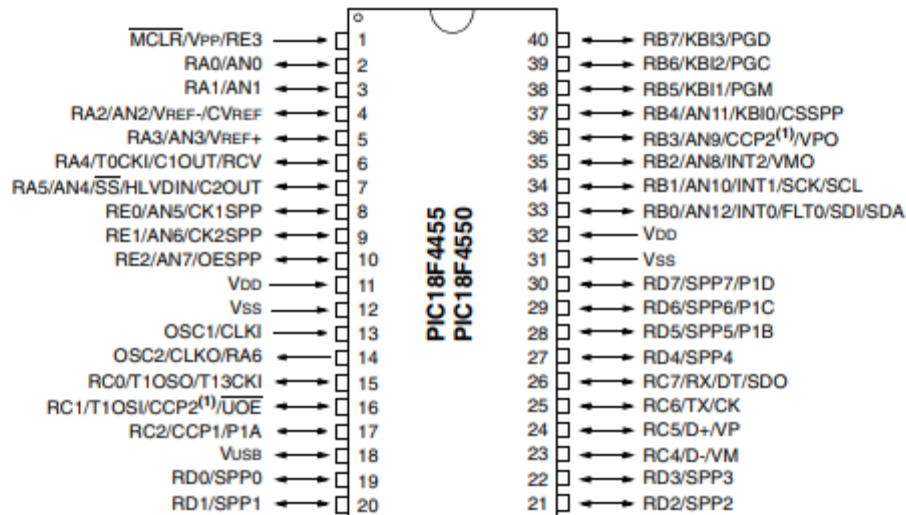 MCLR/VPP/RE3 1 40 RB7/KBI3/PGD
RA0/AN0 2 39 RB6/KBI2/PGC
RA1/AN1 3 38 RB5/KBI1/PGM
RA2/AN2/VREF-/CVREF 4 37 RB4/AN11/KBI0/CSSPP
RA3/AN3/VREF+ 5 36 RB3/AN9/CCP2(1)/VPO
RA4/T0CKI/C1OUT/RCV 6 35 RB2/AN8/INT2/VMO
RA5/AN4/SS/HLVDIN/C2OUT 7 34 RB1/AN10/INT1/SCK/SCL
RE0/AN5/CK1SPP 8 33 RB0/AN12/INT0/FLT0/SDI/SDA
RE1/AN6/CK2SPP 9 32 VDD
RE2/AN7/OESPP 10 31 VSS
VDD 11 30 RD7/SPP7/P1D
VSS 12 29 RD6/SPP6/P1C
OSC1/CLKI 13 28 RD5/SPP5/P1B
OSC2/CLKO/RA6 14 27 RD4/SPP4
RC0/T1OSO/T13CKI 15 26 RC7/RX/DT/SDO
RC1/T1OSI/CCP2(1)/UOE 16 25 RC6/TX/CK
RC2/CCP1/P1A 17 24 RC5/D+/VP
VUSB 18 23 RC4/D-/VM
RD0/SPP0 19 22 RD3/SPP3
RD1/SPP1 20 21 RD2/SPP2
PIC18F4455
PIC18F4550